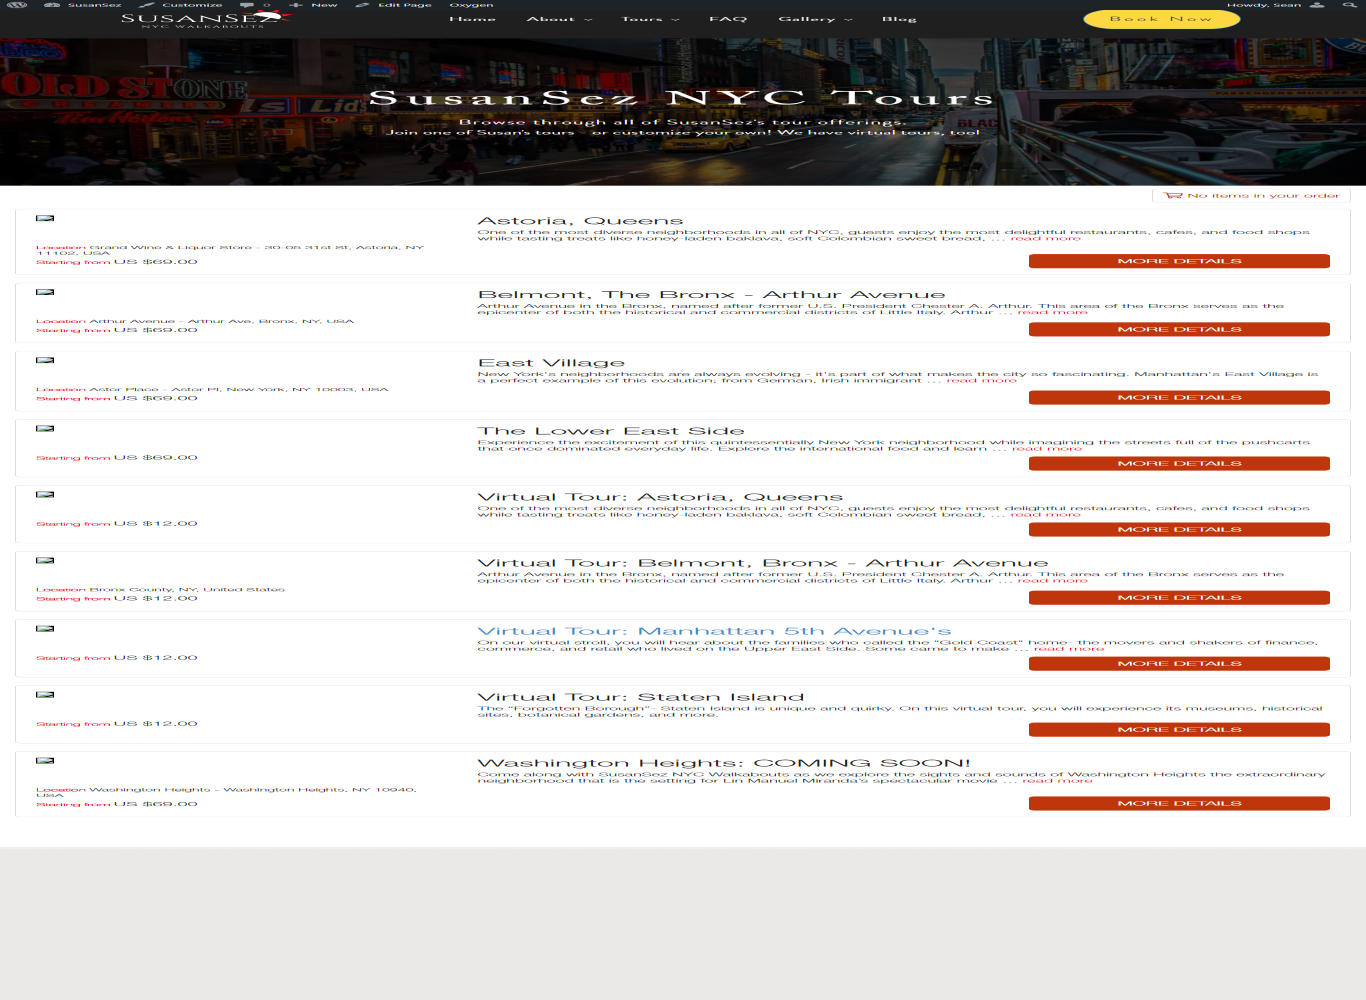 SusanSez
Customize
0
New
Edit Page
Oxygen
Howdy, Sean
SUSANSEZ
NYC WALKABOUTS
Home
About
Tours
FAQ
Gallery
Blog
Book Now
OLD STONE
CREAMERY
Lids
SusanSez NYC Tours
Browse through all of SusanSez's tour offerings.
Join one of Susan's tours - or customize your own! We have virtual tours, too!
No items in your order
Astoria, Queens
One of the most diverse neighborhoods in all of NYC, guests enjoy the most delightful restaurants, cafes, and food shops
while tasting treats like honey-laden baklava, soft Colombian sweet bread, ... read more
Location Grand Wine & Liquor Store - 30-05 31st St, Astoria, NY
11102, USA
Starting from US $69.00
MORE DETAILS
Belmont, The Bronx - Arthur Avenue
Arthur Avenue in the Bronx, named after former U.S. President Chester A. Arthur. This area of the Bronx serves as the
epicenter of both the historical and commercial districts of Little Italy. Arthur ... read more
Location Arthur Avenue - Arthur Ave, Bronx, NY, USA
Starting from US $69.00
MORE DETAILS
East Village
New York's neighborhoods are always evolving - it's part of what makes the city so fascinating. Manhattan's East Village is
a perfect example of this evolution; from German, Irish immigrant ... read more
Location Astor Place - Astor Pl, New York, NY 10003, USA
Starting from US $69.00
MORE DETAILS
The Lower East Side
Experience the excitement of this quintessentially New York neighborhood while imagining the streets full of the pushcarts
that once dominated everyday life. Explore the international food and learn ... read more
Starting from US $69.00
MORE DETAILS
Virtual Tour: Astoria, Queens
One of the most diverse neighborhoods in all of NYC, guests enjoy the most delightful restaurants, cafes, and food shops
while tasting treats like honey-laden baklava, soft Colombian sweet bread, ... read more
Starting from US $12.00
MORE DETAILS
Virtual Tour: Belmont, Bronx - Arthur Avenue
Arthur Avenue in the Bronx, named after former U.S. President Chester A. Arthur. This area of the Bronx serves as the
epicenter of both the historical and commercial districts of Little Italy. Arthur ... read more
Location Bronx County, NY, United States
Starting from US $12.00
MORE DETAILS
Virtual Tour: Manhattan 5th Avenue's
On our virtual stroll, you will hear about the families who called the "Gold Coast" home- the movers and shakers of finance,
commerce, and retail who lived on the Upper East Side. Some came to make ... read more
Starting from US $12.00
MORE DETAILS
Virtual Tour: Staten Island
The "Forgotten Borough"- Staten Island is unique and quirky. On this virtual tour, you will experience its museums, historical
sites, botanical gardens, and more.
Starting from US $12.00
MORE DETAILS
Washington Heights: COMING SOON!
Come along with SusanSez NYC Walkabouts as we explore the sights and sounds of Washington Heights the extraordinary
neighborhood that is the setting for Lin Manuel Miranda's spectacular movie ... read more
Location Washington Heights - Washington Heights, NY 10940,
USA
Starting from US $69.00
MORE DETAILS